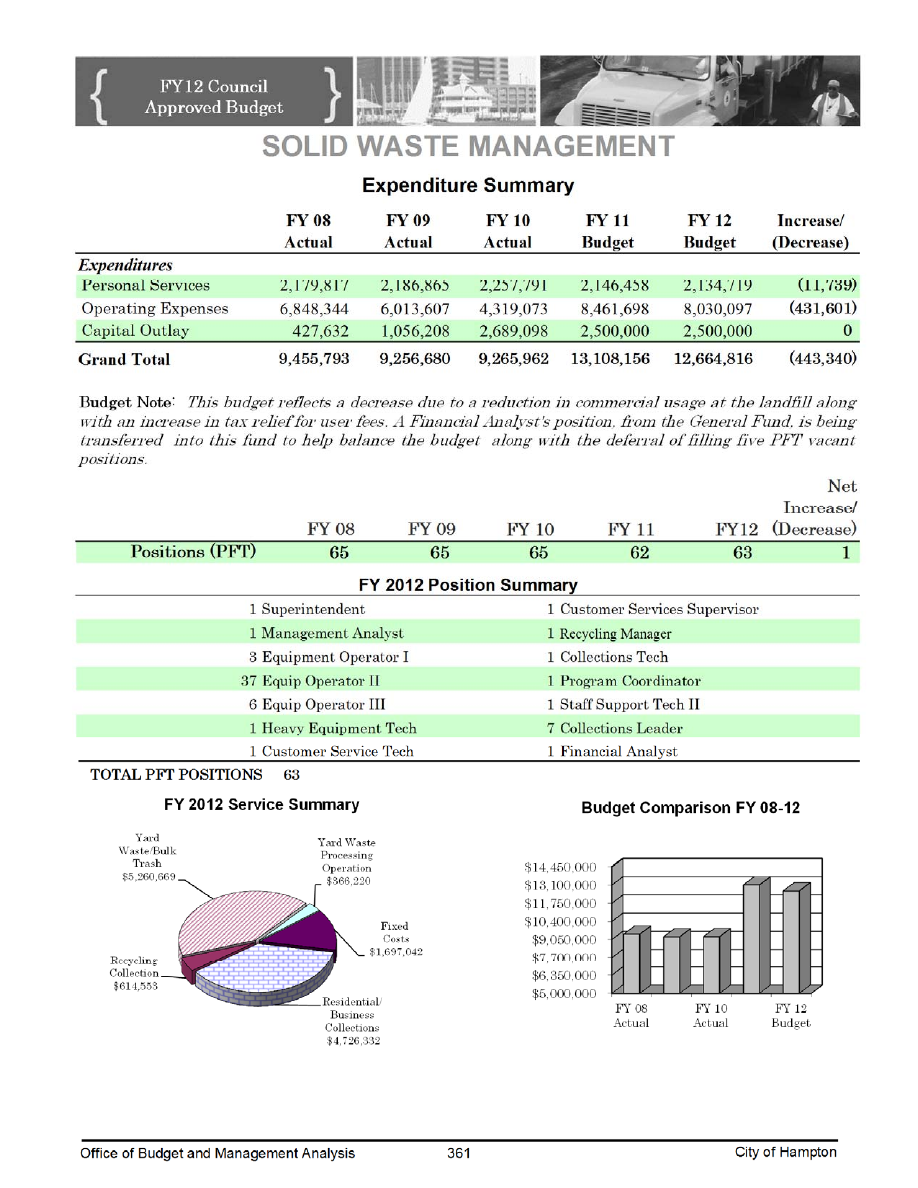 FY12 Council
Approved Budget
SOLID WASTE MANAGEMENT
Expenditure Summary
FY 08 FY 09 FY 10 FY 11 FY 12 Increase/
Actual Actual Actual Budget Budget (Decrease)
Expenditures
Personal Services 2,179,817 2,186,865 2,257,791 2,146,458 2,134,719 (11,739)
Operating Expenses 6,848,344 6,013,607 4,319,073 8,461,698 8,030,097 (431,601)
Capital Outlay 427,632 1,056,208 2,689,098 2,500,000 2,500,000 0
Grand Total 9,455,793 9,256,680 9,265,962 13,108,156 12,664,816 (443,340)
Budget Note: This budget reflects a decrease due to a reduction in commercial usage at the landfill along
with an increase in tax relief for user fees. A Financial Analyst's position, from the General Fund, is being
transferred into this fund to help balance the budget along with the deferral of filling five PFT vacant
positions.
Net
Increase/
FY 08 FY 09 FY 10 FY 11 FY12 (Decrease)
Positions (PFT) 65 65 65 62 63 1
FY 2012 Position Summary
1 Superintendent 1 Customer Services Supervisor
1 Management Analyst 1 Recycling Manager
3 Equipment Operator I 1 Collections Tech
37 Equip Operator II 1 Program Coordinator
6 Equip Operator III 1 Staff Support Tech II
1 Heavy Equipment Tech 7 Collections Leader
1 Customer Service Tech 1 Financial Analyst
TOTAL PFT POSITIONS 63
FY 2012 Service Summary
Yard
Waste/Bulk
Trash
$5,260,669
Yard Waste
Processing
Operation
$366,220
Fixed
Costs
$1,697,042
Recycling
Collection
$614,553
Residential/
Business
Collections
$4,726,332
Budget Comparison FY 08-12
$14,450,000
$13,100,000
$11,750,000
$10,400,000
$9,050,000
$7,700,000
$6,350,000
$5,000,000
FY 08 FY 10 FY 12
Actual Actual Budget
Office of Budget and Management Analysis 361 City of Hampton